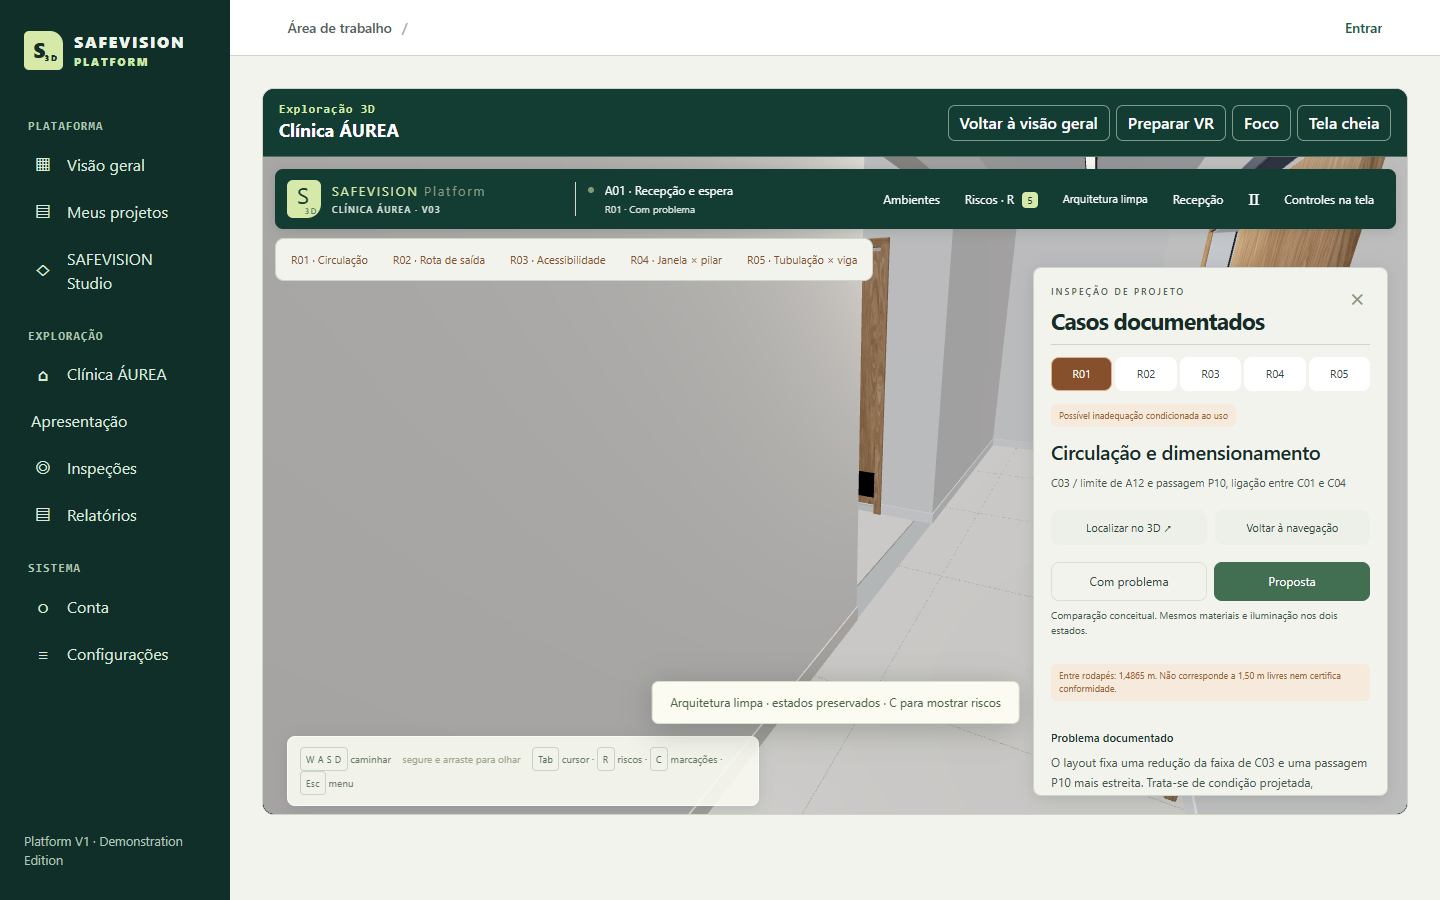 S3D
SAFEVISION
PLATFORM
PLATAFORMA
Visão geral
Meus projetos
SAFEVISION
Studio
EXPLORAÇÃO
Clínica ÁUREA
Apresentação
Inspeções
Relatórios
SISTEMA
Conta
Configurações
Platform V1 · Demonstration
Edition
Área de trabalho /
Entrar
Exploração 3D
Clínica ÁUREA
Voltar à visão geral
Preparar VR
Foco
Tela cheia
S
3D
SAFEVISION Platform
CLÍNICA ÁUREA · V03
A01 · Recepção e espera
R01 · Com problema
Ambientes
Riscos · R 5
Arquitetura limpa
Recepção
Controles na tela
R01 · Circulação
R02 · Rota de saída
R03 · Acessibilidade
R04 · Janela × pilar
R05 · Tubulação × viga
INSPEÇÃO DE PROJETO
Casos documentados
R01
R02
R03
R04
R05
Possível inadequação condicionada ao uso
Circulação e dimensionamento
C03 / limite de A12 e passagem P10, ligação entre C01 e C04
Localizar no 3D ↗
Voltar à navegação
Com problema
Proposta
Comparação conceitual. Mesmos materiais e iluminação nos dois
estados.
Entre rodapés: 1,4865 m. Não corresponde a 1,50 m livres nem certifica
conformidade.
Problema documentado
O layout fixa uma redução da faixa de C03 e uma passagem
P10 mais estreita. Trata-se de condição projetada,
Arquitetura limpa · estados preservados · C para mostrar riscos
W A S D caminhar segure e arraste para olhar Tab cursor · R riscos · C marcações ·
Esc menu